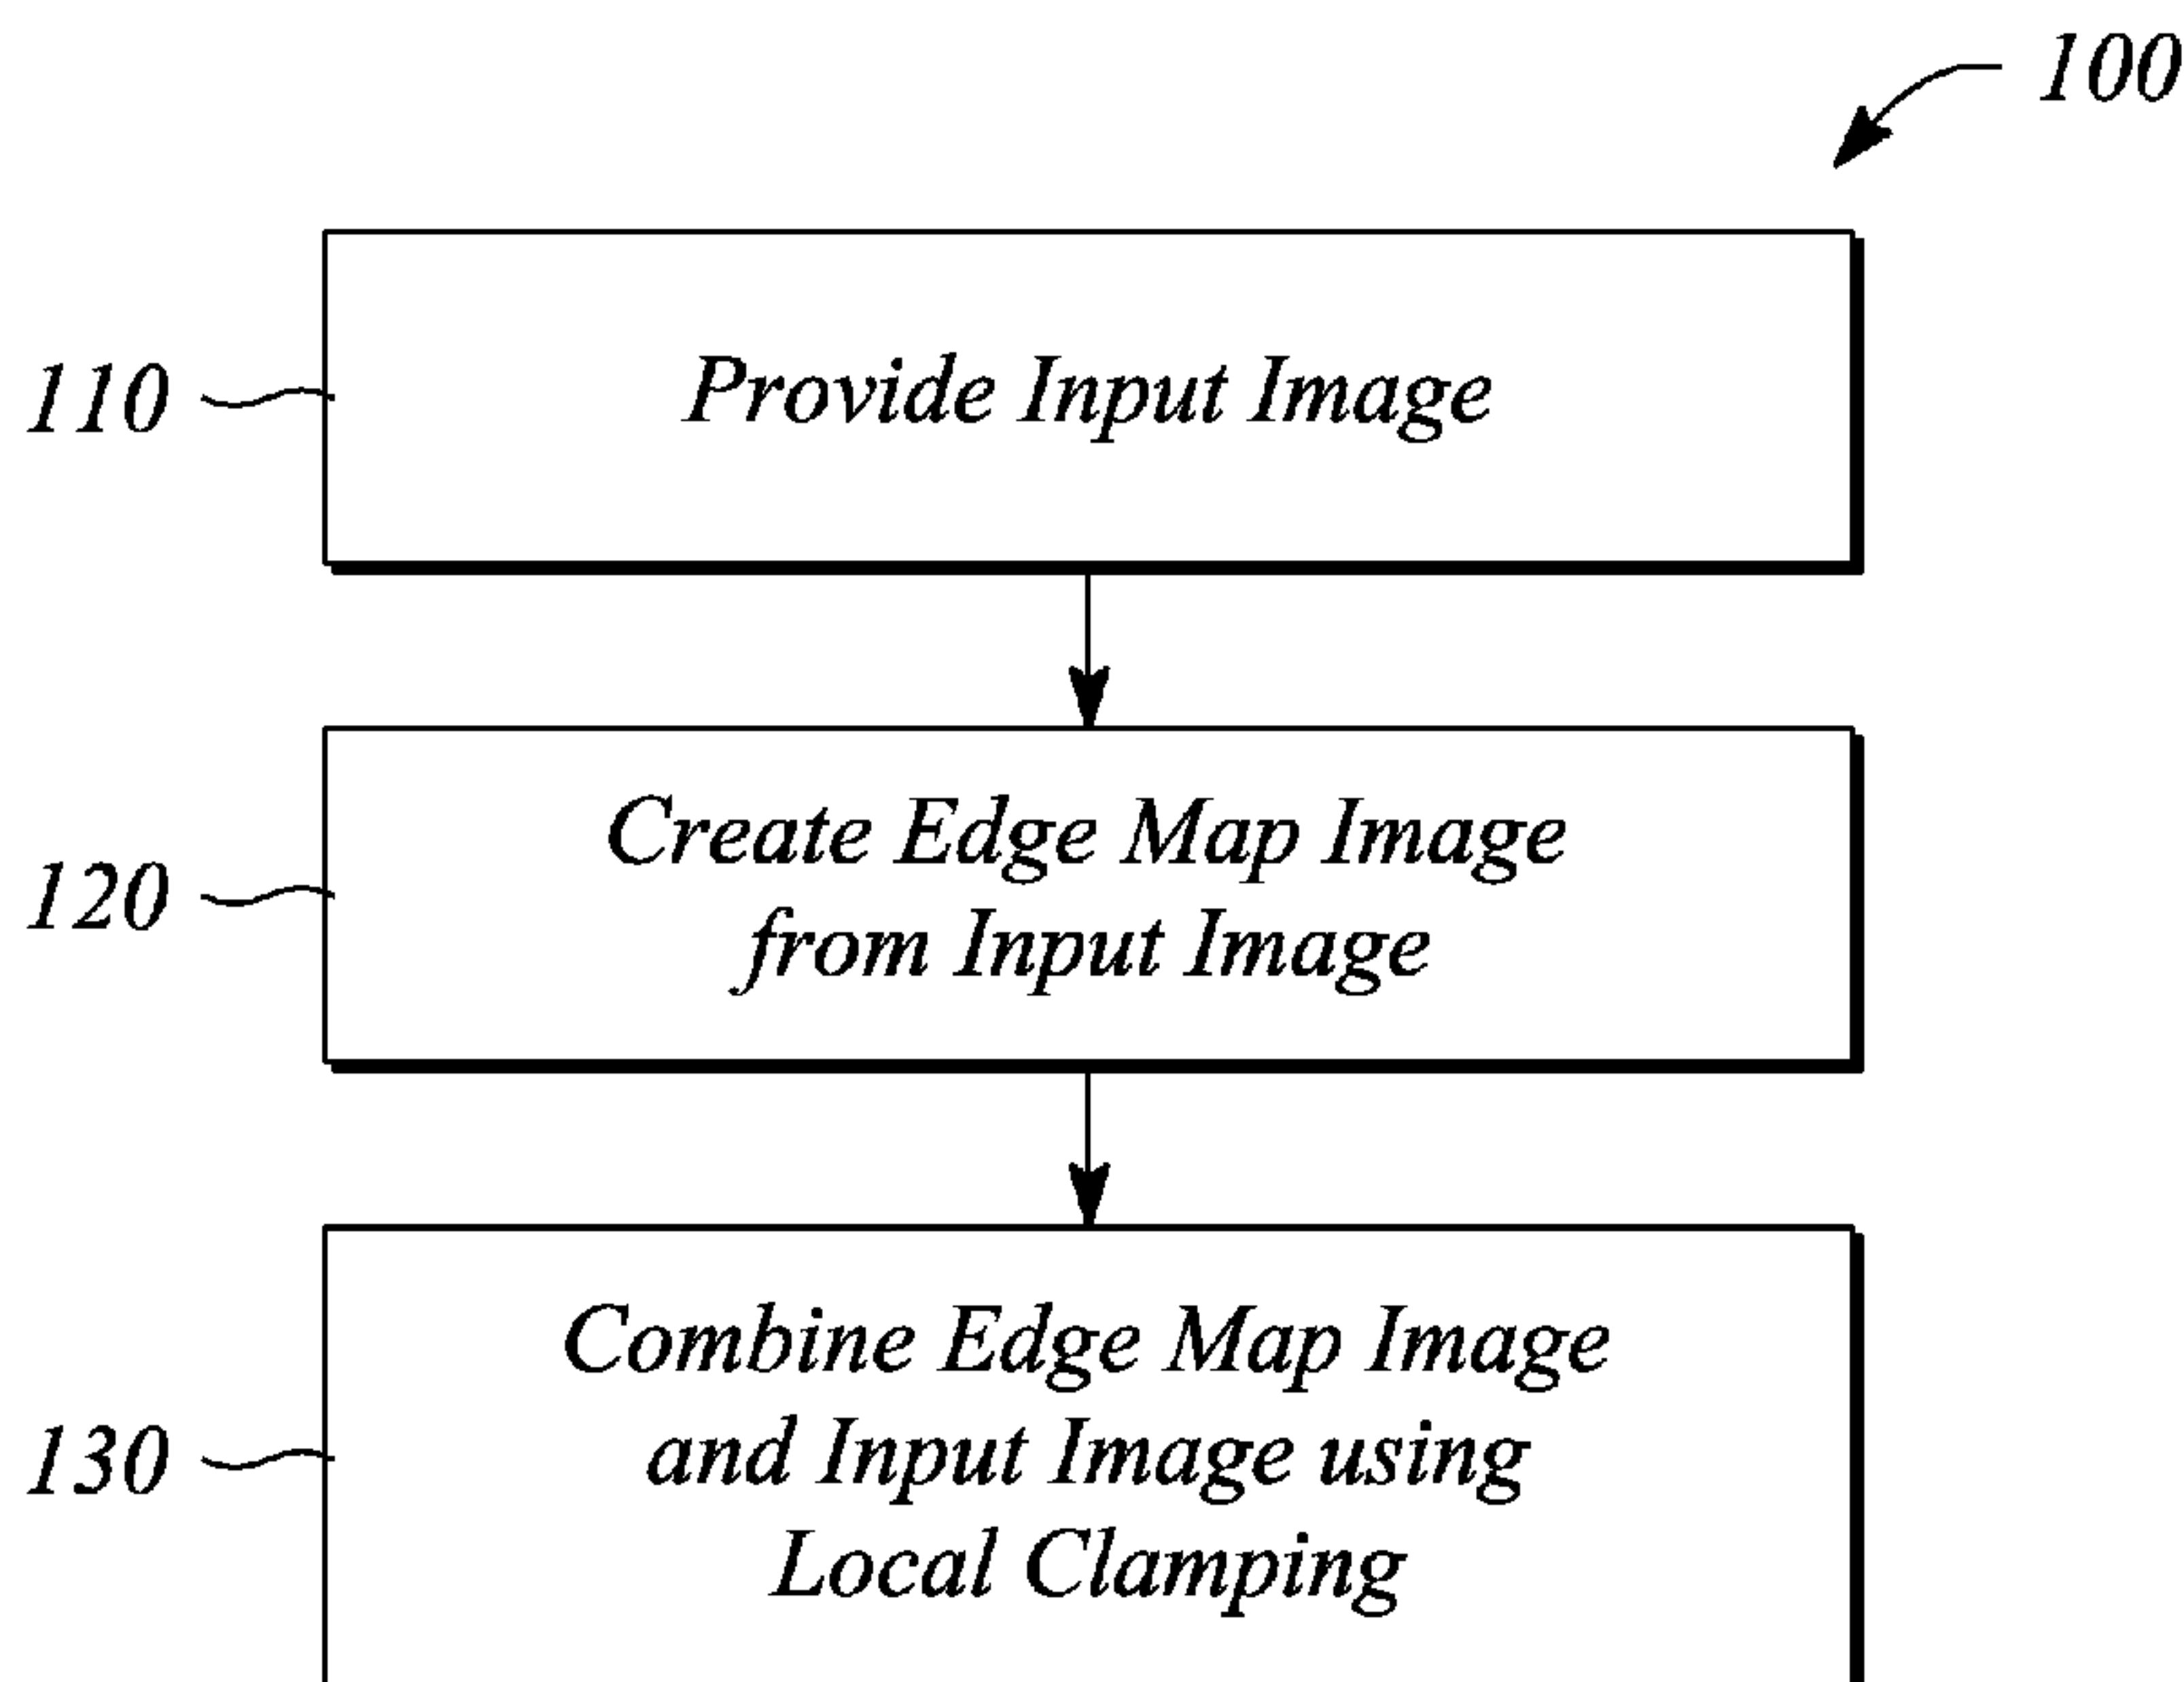 100
110
Provide Input Image
120
Create Edge Map Image
from Input Image
130
Combine Edge Map Image
and Input Image using
Local Clamping